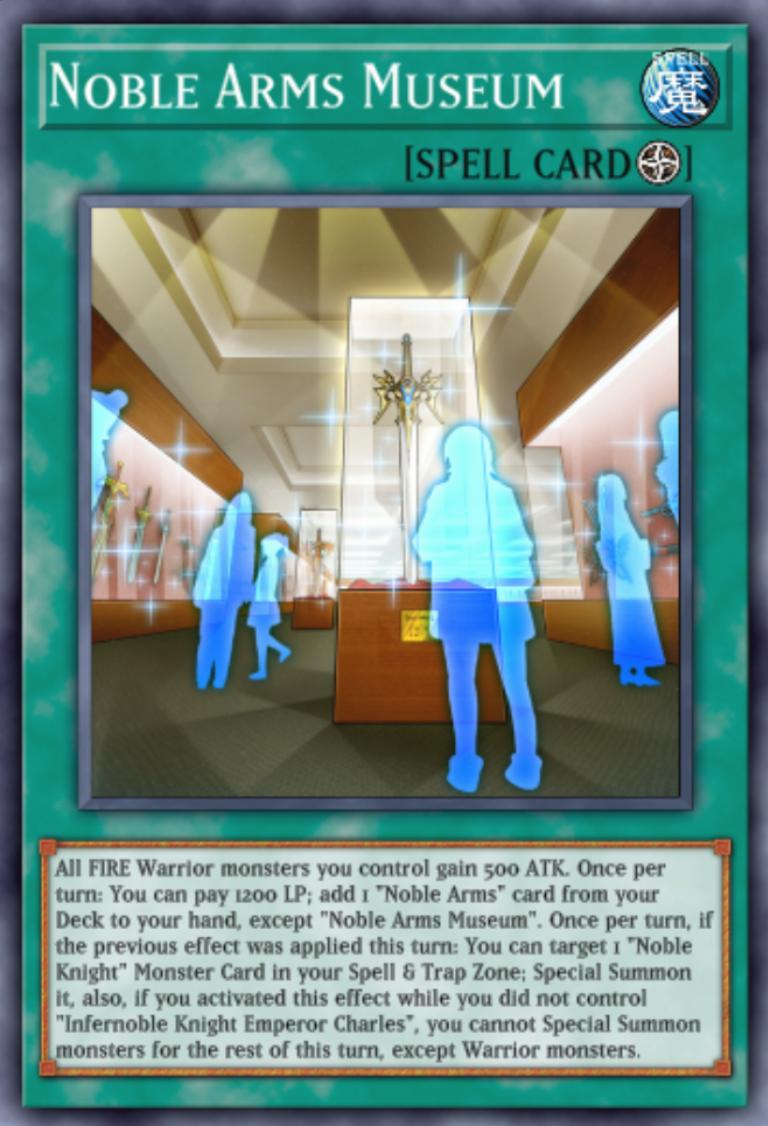 NOBLE ARMS MUSEUM
SPELL
魔
[SPELL CARD]
All FIRE Warrior monsters you control gain 500 ATK. Once per
turn: You can pay 1200 LP; add 1 "Noble Arms" card from your
Deck to your hand, except "Noble Arms Museum". Once per turn, if
the previous effect was applied this turn: You can target 1 "Noble
Knight" Monster Card in your Spell & Trap Zone; Special Summon
it, also, if you activated this effect while you did not control
"Infernoble Knight Emperor Charles", you cannot Special Summon
monsters for the rest of this turn, except Warrior monsters.